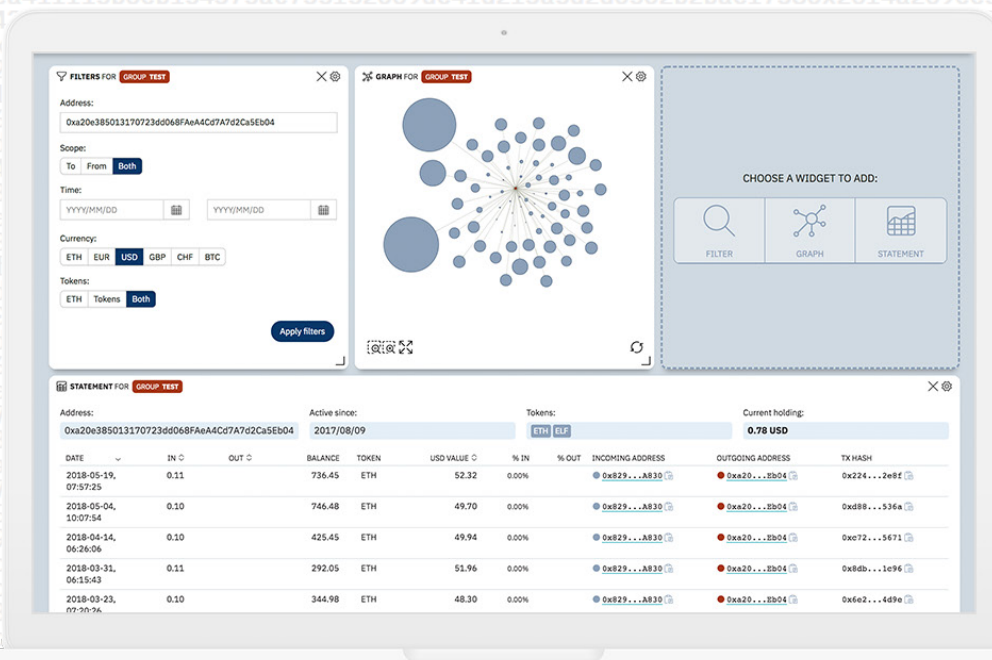 FILTERS FOR GROUP TEST
Address:
0xa20e385013170723dd068FAeA4Cd7A7d2Ca5Eb04
Scope:
To From Both
Time:
YYYY/MM/DD YYYY/MM/DD
Currency:
ETH EUR USD GBP CHF BTC
Tokens:
ETH Tokens Both
Apply filters
GRAPH FOR GROUP TEST
CHOOSE A WIDGET TO ADD:
FILTER GRAPH STATEMENT
STATEMENT FOR GROUP TEST
Address: Active since: Tokens: Current holding:
0xa20e385013170723dd068FAeA4Cd7A7d2Ca5Eb04 2017/08/09 ETH ELF 0.78 USD
DATE IN OUT BALANCE TOKEN USD VALUE % IN % OUT INCOMING ADDRESS OUTGOING ADDRESS TX HASH
2018-05-19, 0.11 736.45 ETH 52.32 0.00% 0x829...A830 0xa20...Eb04 0x224...2e8f
07:57:25
2018-05-04, 0.10 746.48 ETH 49.70 0.00% 0x829...A830 0xa20...Eb04 0xd88...536a
10:07:54
2018-04-14, 0.10 425.45 ETH 49.94 0.00% 0x829...A830 0xa20...Eb04 0xc72...5671
06:26:06
2018-03-31, 0.11 292.05 ETH 51.96 0.00% 0x829...A830 0xa20...Eb04 0x8db...1c96
06:15:43
2018-03-23, 0.10 344.98 ETH 48.30 0.00% 0x829...A830 0xa20...Eb04 0x6e2...4d9e
07:20:26